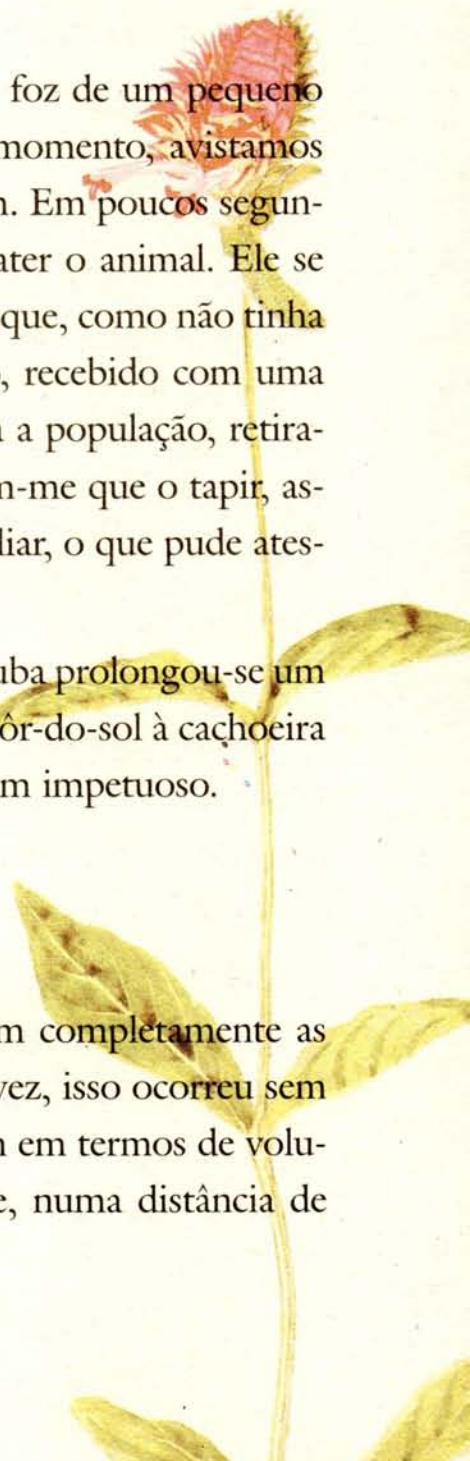 foz de um pequeno
momento, avistamos
n. Em poucos segun-
ater o animal. Ele se
que, como não tinha
, recebido com uma
a a população, retira-
m-me que o tapir, as-
liar, o que pude ates-
uba prolongou-se um
ôr-do-sol à cachoeira
m impetuoso.
m completamente as
vez, isso ocorreu sem
n em termos de volu-
e, numa distância de